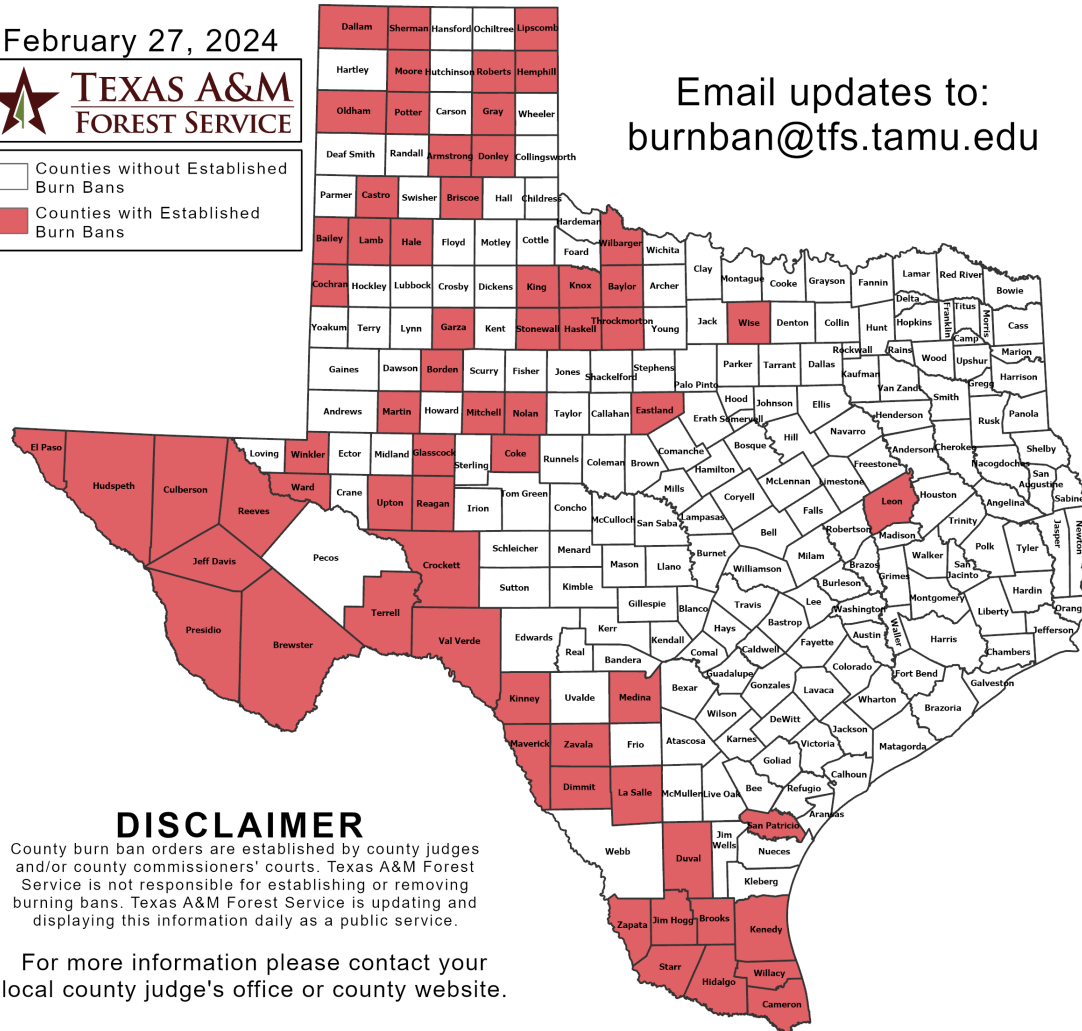 February 27, 2024
TEXAS A&M
FOREST SERVICE
Counties without Established
Burn Bans
Counties with Established
Burn Bans
Email updates to:
burnban@tfs.tamu.edu
Dallam Sherman Hansford Ochiltree Lipscomb
Hartley Moore Hutchinson Roberts Hemphill
Oldham Potter Carson Gray Wheeler
Deaf Smith Randall Armstrong Donley Collingsworth
Parmer Castro Swisher Briscoe Hall Childress
Hardeman
Bailey Lamb Hale Floyd Motley Cottle Foard Wilbarger Wichita
Clay Montague Cooke Grayson Fannin Lamar Red River Bowie
Cochran Hockley Lubbock Crosby Dickens King Knox Baylor Archer
Delta Franklin Titus Morris Cass
Yoakum Terry Lynn Garza Kent Stonewall Haskell Throckmorton Young Jack Wise Denton Collin Hunt Hopkins Camp
Rockwall Rains Wood Upshur Marion
Gaines Dawson Borden Scurry Fisher Jones Shackelford Stephens Palo Pinto Parker Tarrant Dallas Kaufman Van Zandt Smith Gregg Harrison
Andrews Martin Howard Mitchell Nolan Taylor Callahan Eastland Erath Hood Somervell Johnson Ellis Henderson Rusk Panola
El Paso Loving Winkler Ector Midland Glasscock Sterling Coke Runnels Coleman Brown Comanche Bosque Hill Navarro Anderson Cherokee Shelby
Hudspeth Culberson Reeves Ward Crane Upton Reagan Irion Tom Green Concho Mills Hamilton McLennan Limestone Freestone Leon Houston Nacogdoches San
Augustine Sabine
McCulloch San Saba Lampasas Coryell Falls Robertson Madison Trinity Angelina Jasper Newton
Jeff Davis Pecos Crockett Schleicher Menard Mason Llano Burnet Bell Milam Brazos Grimes Walker San
Jacinto Polk Tyler
Presidio Brewster Terrell Val Verde Sutton Kimble Gillespie Blanco Williamson Travis Lee Burleson Washington Montgomery Liberty Hardin
Edwards Real Kerr Bandera Kendall Comal Hays Caldwell Bastrop Fayette Austin Waller Harris Chambers Jefferson
Kinney Uvalde Medina Bexar Guadalupe Gonzales Lavaca Colorado Wharton Fort Bend Brazoria Galveston
Maverick Zavala Frio Atascosa Wilson Karnes DeWitt Victoria Jackson Matagorda
Dimmit La Salle McMullen Live Oak Bee Goliad Refugio Calhoun Aransas
Webb Duval Jim
Wells San Patricio Nueces Kleberg
Zapata Jim Hogg Brooks Kenedy
Starr Hidalgo Willacy
Cameron
DISCLAIMER
County burn ban orders are established by county judges
and/or county commissioners' courts. Texas A&M Forest
Service is not responsible for establishing or removing
burning bans. Texas A&M Forest Service is updating and
displaying this information daily as a public service.
For more information please contact your
local county judge's office or county website.